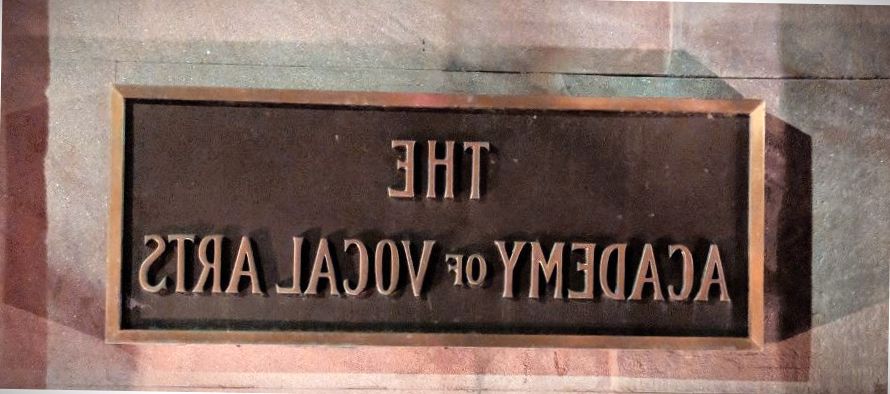 THE
ACADEMY OF VOCAL ARTS